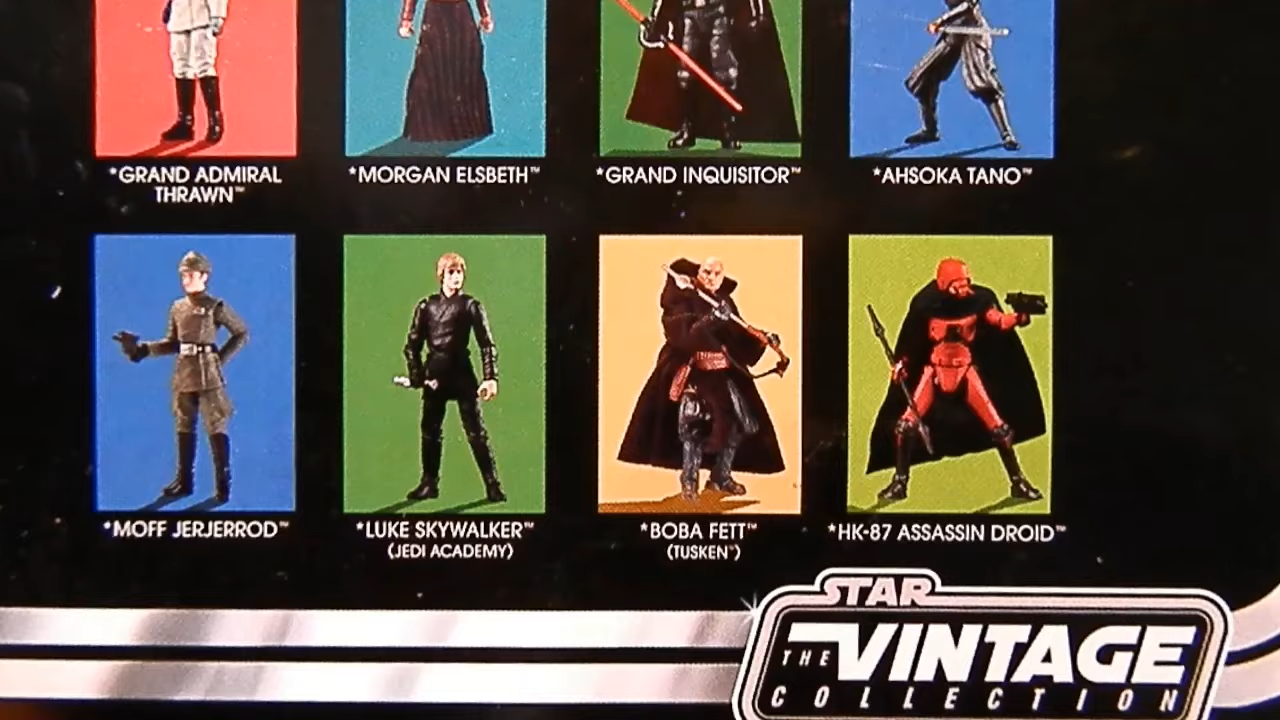 *GRAND ADMIRAL
THRAWN™
*MORGAN ELSBETH™
*GRAND INQUISITOR™
*AHSOKA TANO™
*MOFF JERJERROD™
*LUKE SKYWALKER™
(JEDI ACADEMY)
*BOBA FETT™
(TUSKEN™)
*HK-87 ASSASSIN DROID™
STAR
THE VINTAGE
COLLECTION